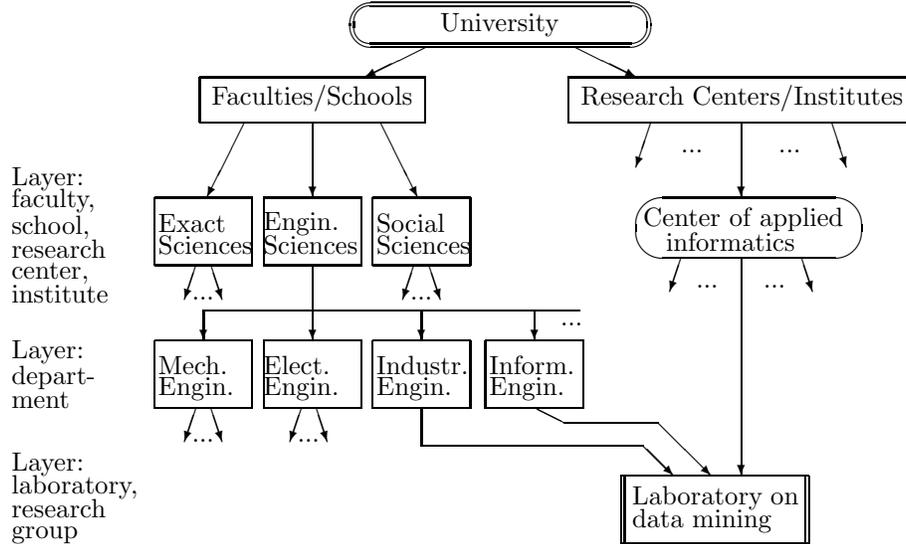 University
Faculties/Schools
Research Centers/Institutes
...
...
Layer:
faculty,
school,
research
center,
institute
Exact
Sciences
Engin.
Sciences
Social
Sciences
Center of applied
informatics
...
...
...
...
...
Layer:
depart-
ment
Mech.
Engin.
Elect.
Engin.
Industr.
Engin.
Inform.
Engin.
...
...
Layer:
laboratory,
research
group
Laboratory on
data mining